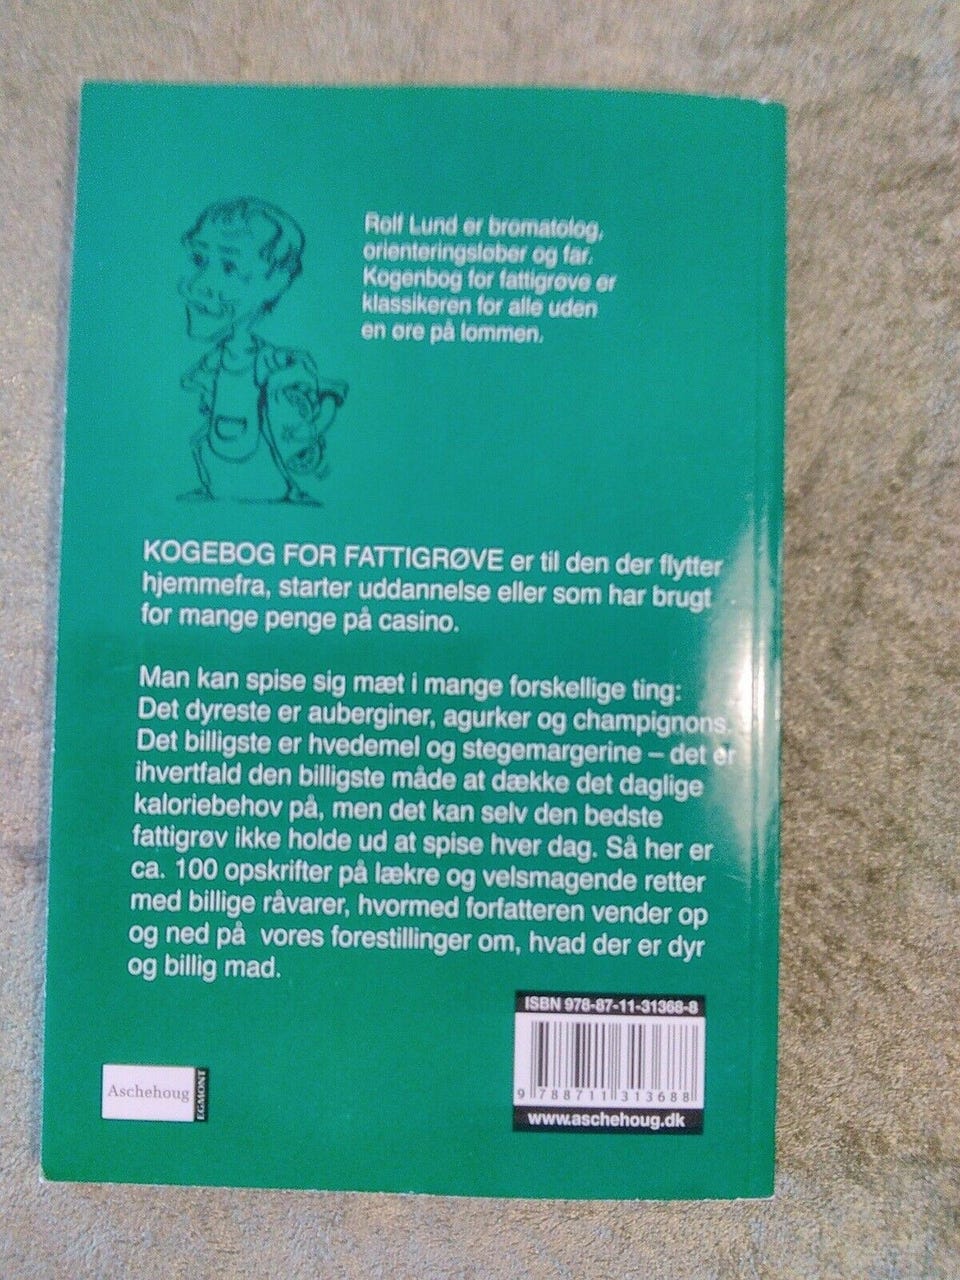 Rolf Lund er bromatolog,
orienteringsløber og far.
Kogenbog for fattigrøve er
klassikeren for alle uden
en øre på lommen.
KOGEBOG FOR FATTIGRØVE er til den der flytter
hjemmefra, starter uddannelse eller som har brugt
for mange penge på casino.
Man kan spise sig mæt i mange forskellige ting:
Det dyreste er auberginer, agurker og champignons.
Det billigste er hvedemel og stegemargerine – det er
ihvertfald den billigste måde at dække det daglige
kaloriebehov på, men det kan selv den bedste
fattigrøv ikke holde ud at spise hver dag. Så her er
ca. 100 opskrifter på lækre og velsmagende retter
med billige råvarer, hvormed forfatteren vender op
og ned på vores forestillinger om, hvad der er dyr
og billig mad.
ISBN 978-87-11-31368-8
9 788711 313688
www.aschehoug.dk
Aschehoug
EGMONT